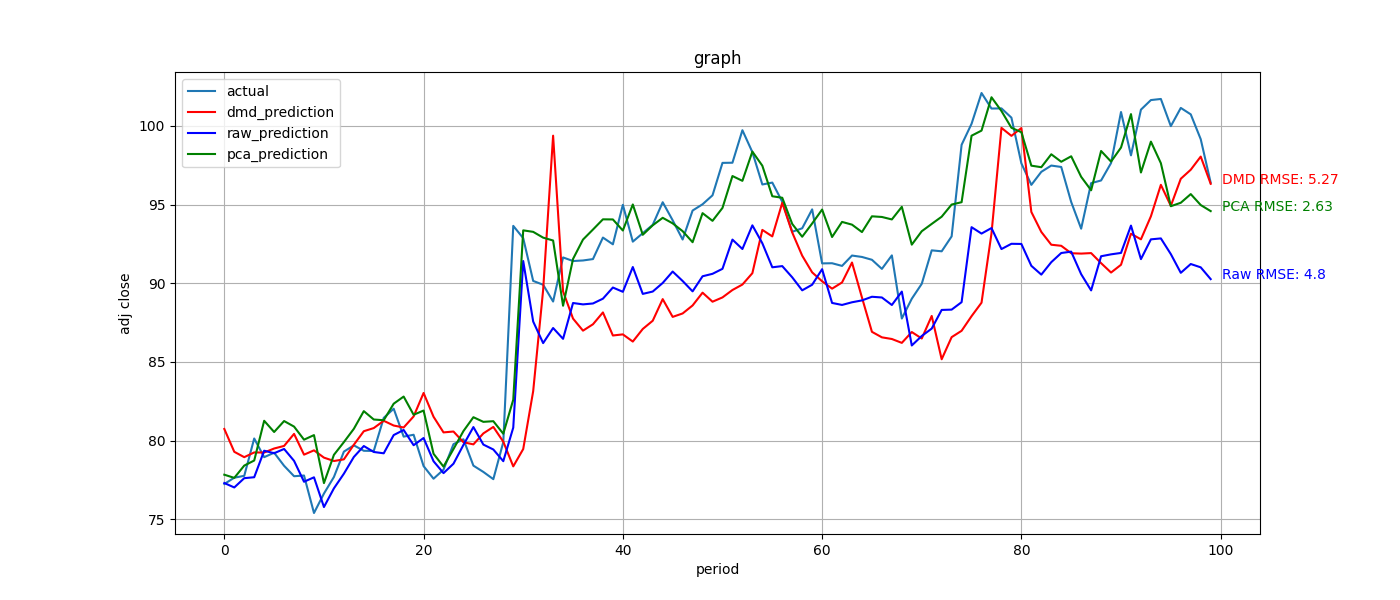 graph
actual
dmd_prediction
raw_prediction
pca_prediction
adj close
100
95
90
85
80
75
DMD RMSE: 5.27
PCA RMSE: 2.63
Raw RMSE: 4.8
0 20 40 60 80 100
period